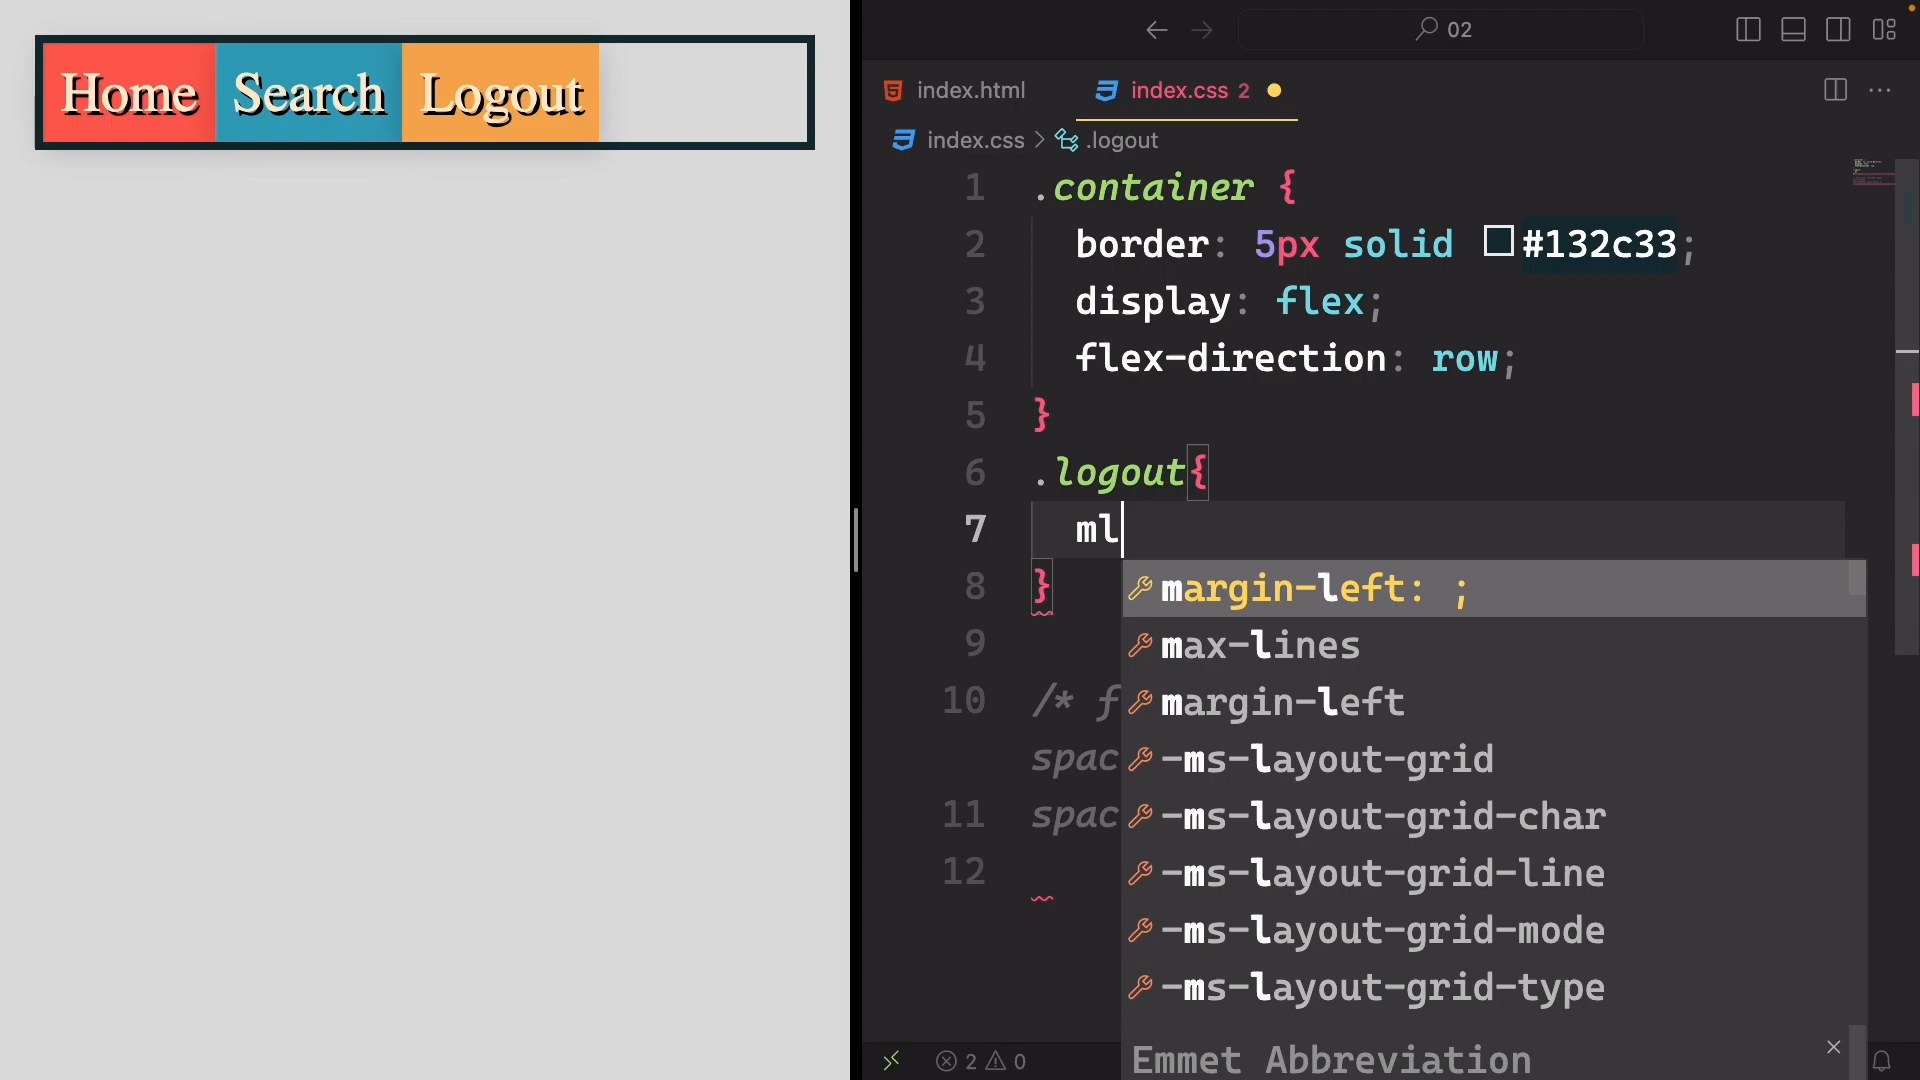 Home Search Logout
02
index.html
index.css 2
index.css > .logout
1 .container {
2 border: 5px solid #132c33;
3 display: flex;
4 flex-direction: row;
5 }
6 .logout{
7 ml
8 }
9
10 /* f
spac
11 spac
12
margin-left: ;
max-lines
margin-left
-ms-layout-grid
-ms-layout-grid-char
-ms-layout-grid-line
-ms-layout-grid-mode
-ms-layout-grid-type
Emmet Abbreviation
2 0